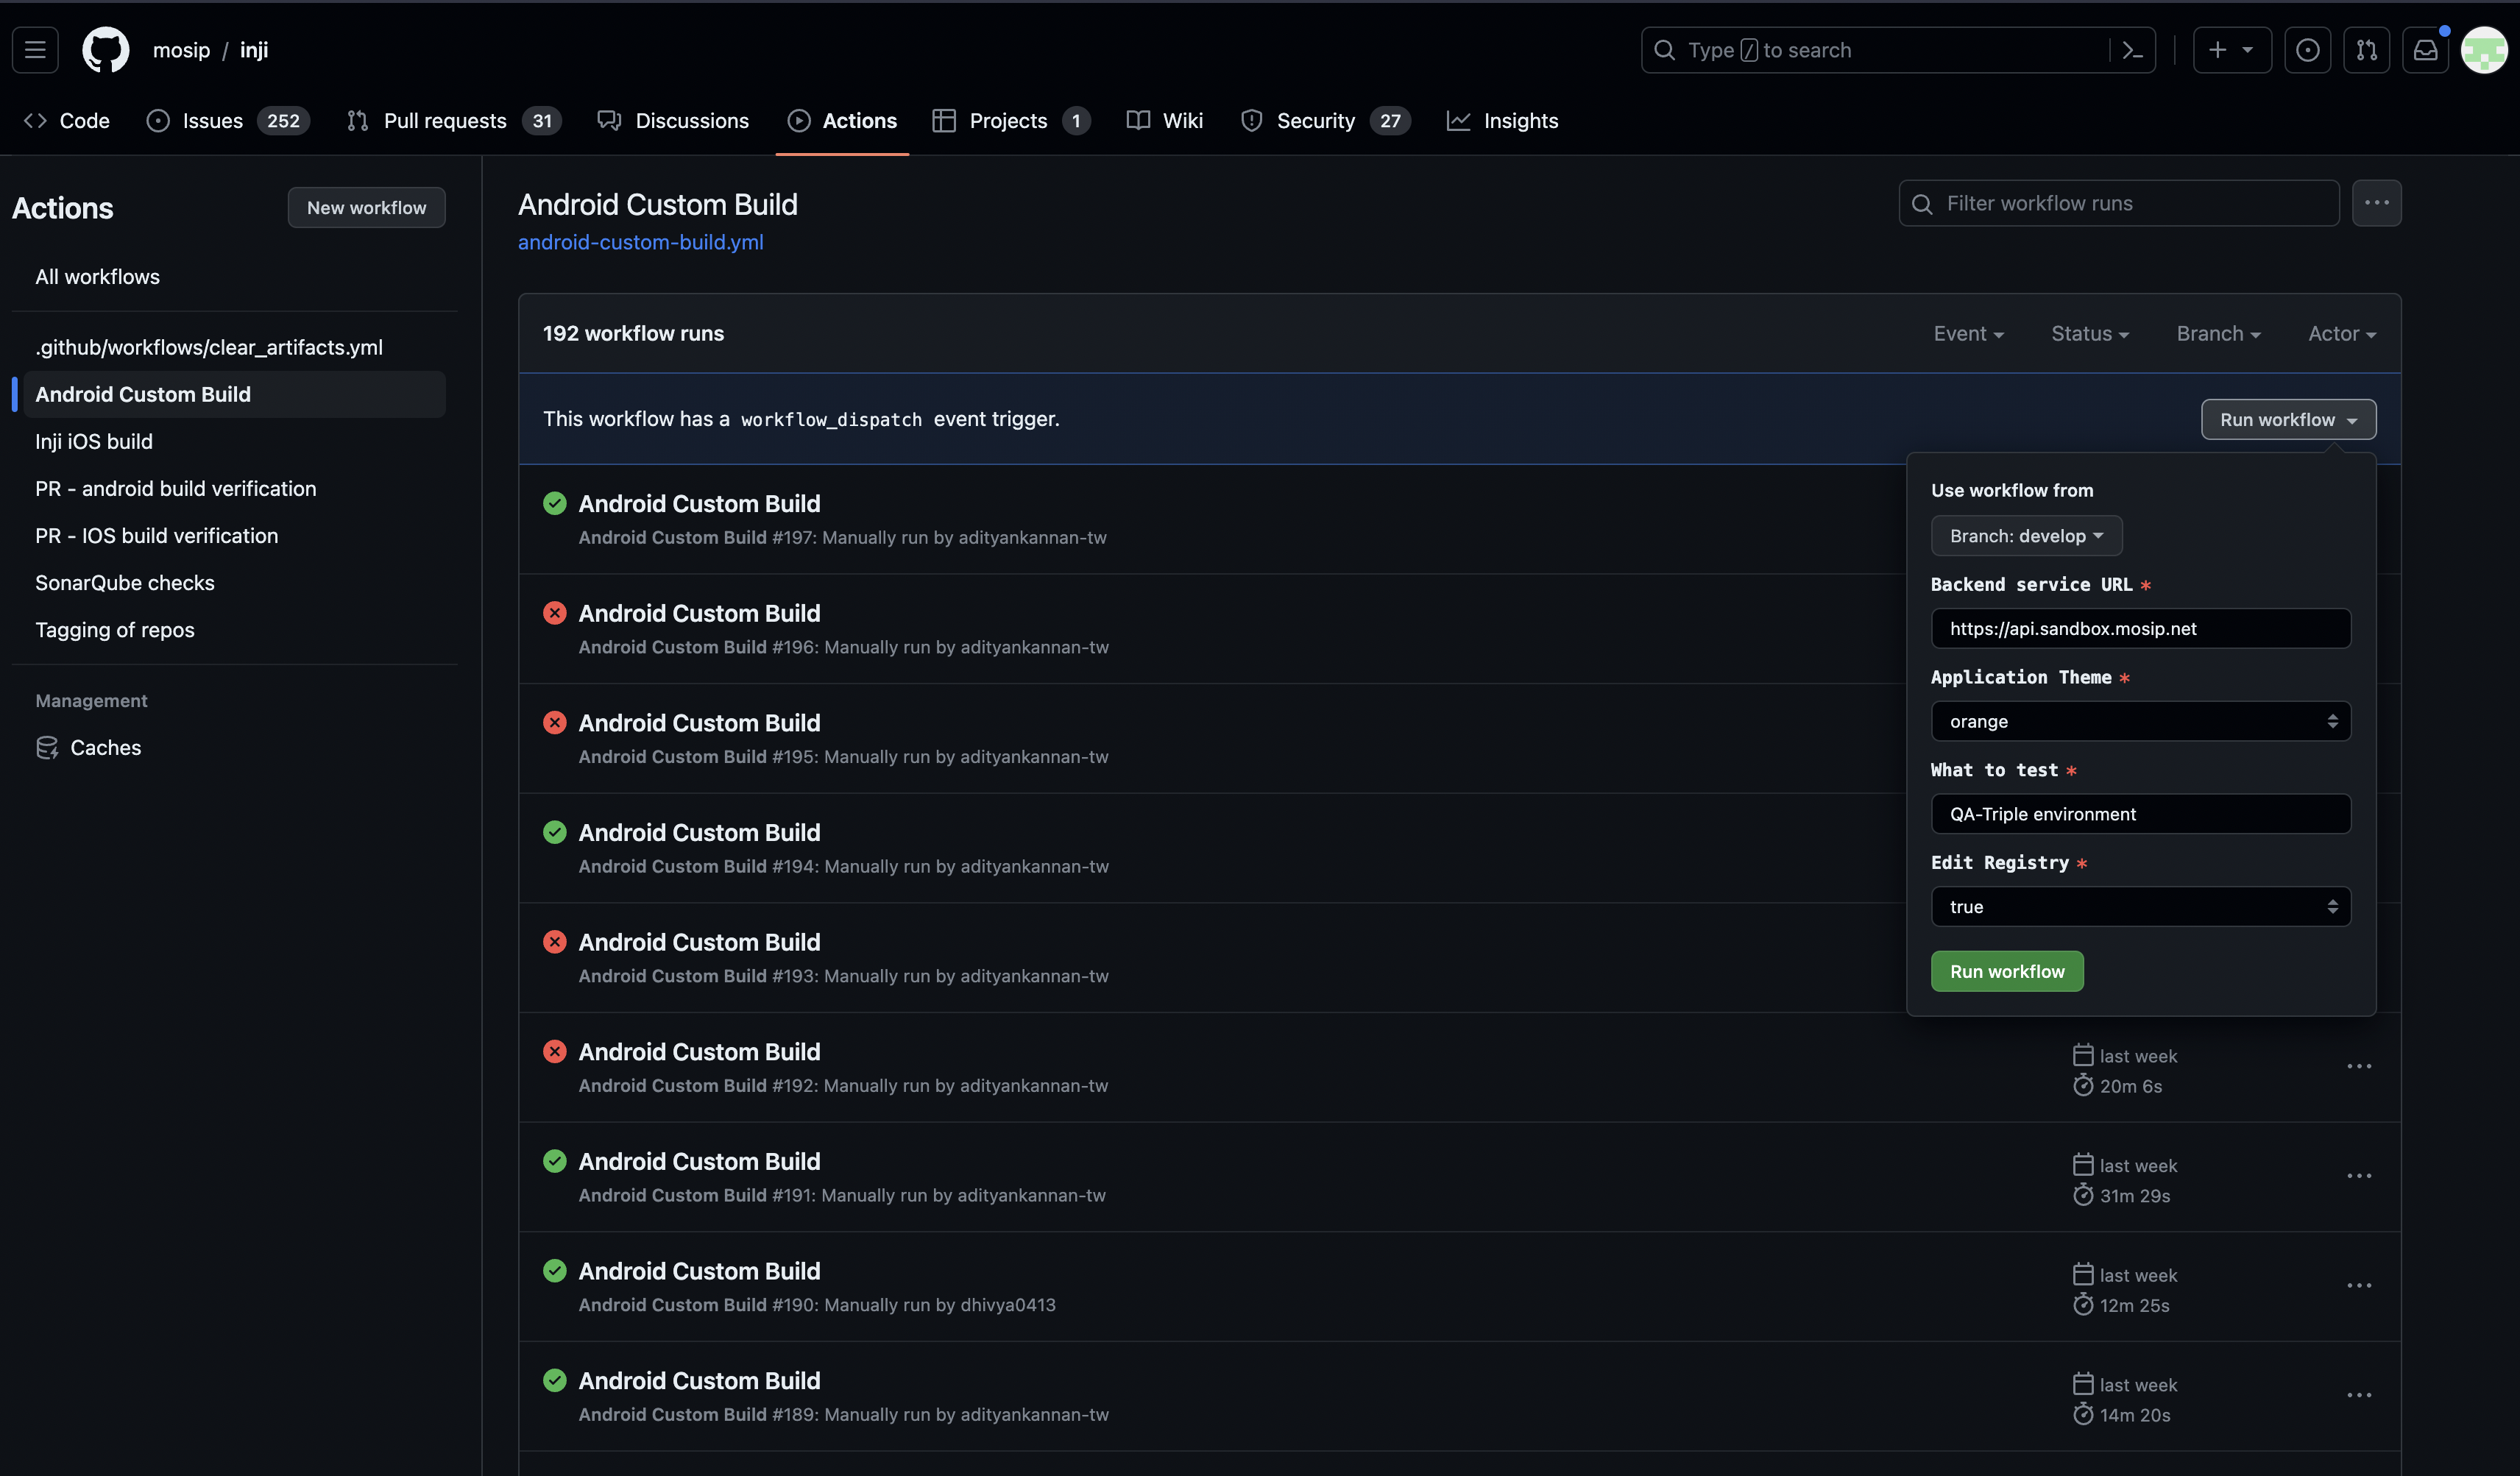 mosip / inji
Type / to search
Code
Issues 252
Pull requests 31
Discussions
Actions
Projects 1
Wiki
Security 27
Insights
Actions
New workflow
All workflows
.github/workflows/clear_artifacts.yml
Android Custom Build
Inji iOS build
PR - android build verification
PR - IOS build verification
SonarQube checks
Tagging of repos
Management
Caches
Android Custom Build
android-custom-build.yml
Filter workflow runs
192 workflow runs
Event
Status
Branch
Actor
This workflow has a workflow_dispatch event trigger.
Run workflow
Use workflow from
Branch: develop
Backend service URL *
https://api.sandbox.mosip.net
Application Theme *
orange
What to test *
QA-Triple environment
Edit Registry *
true
Run workflow
Android Custom Build
Android Custom Build #197: Manually run by adityankannan-tw
Android Custom Build
Android Custom Build #196: Manually run by adityankannan-tw
Android Custom Build
Android Custom Build #195: Manually run by adityankannan-tw
Android Custom Build
Android Custom Build #194: Manually run by adityankannan-tw
Android Custom Build
Android Custom Build #193: Manually run by adityankannan-tw
Android Custom Build
Android Custom Build #192: Manually run by adityankannan-tw
last week
20m 6s
Android Custom Build
Android Custom Build #191: Manually run by adityankannan-tw
last week
31m 29s
Android Custom Build
Android Custom Build #190: Manually run by dhivya0413
last week
12m 25s
Android Custom Build
Android Custom Build #189: Manually run by adityankannan-tw
last week
14m 20s